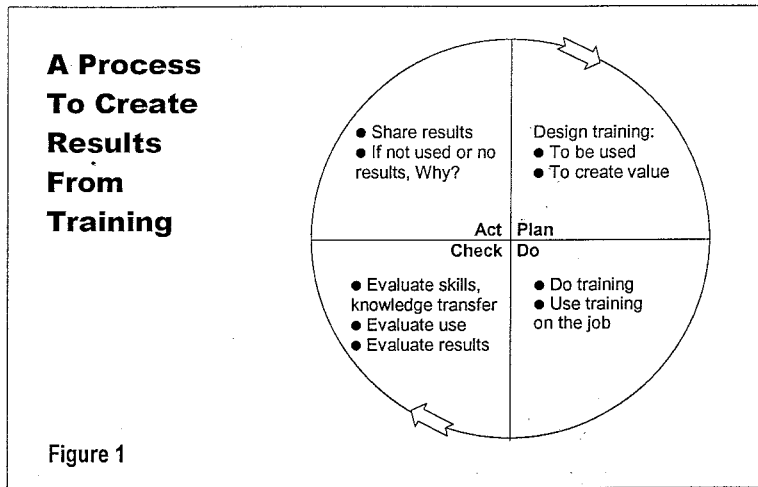 A Process
To Create
Results
From
Training
● Share results
● If not used or no
results, Why?
Design training:
● To be used
● To create value
Act
Plan
Check
Do
● Evaluate skills,
knowledge transfer
● Evaluate use
● Evaluate results
● Do training
● Use training
on the job
Figure 1